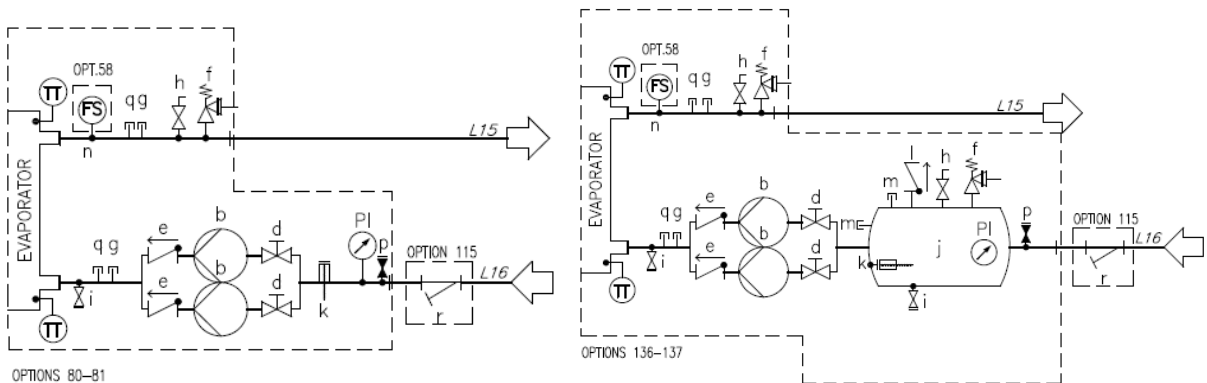 OPT.58
TT
FS
q g
h
f
n
L15
EVAPORATOR
q g
e
b
d
PI
p
OPTION 115
L16
i
e
b
d
k
r
TT
OPTIONS 80-81
OPT.58
TT
FS
q g
h
f
n
L15
EVAPORATOR
q g
e
b
d
m
m
l
h
f
j
PI
p
OPTION 115
L16
i
e
b
d
k
i
r
TT
OPTIONS 136-137